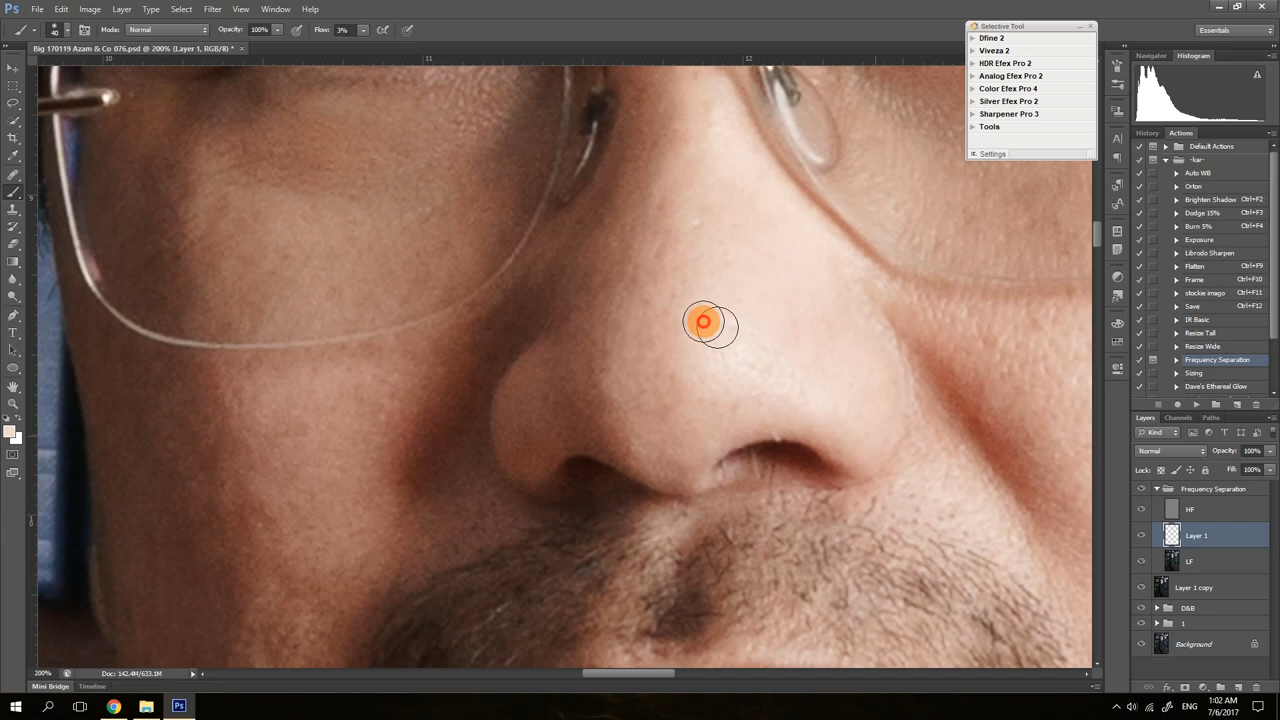 Ps File Edit Image Layer Type Select Filter View Window Help
40 Mode: Normal Opacity: 100% Flow: 3% Essentials
Big 170119 Azam & Co 076.psd @ 200% (Layer 1, RGB/8) *
10 11 12
9
Selective Tool
Dfine 2
Viveza 2
HDR Efex Pro 2
Analog Efex Pro 2
Color Efex Pro 4
Silver Efex Pro 2
Sharpener Pro 3
Tools
Settings
Navigator Histogram
History Actions
Default Actions
-kar-
Auto WB
Orton
Brighten Shadow Ctrl+F2
Dodge 15% Ctrl+F3
Burn 5% Ctrl+F4
Exposure
Librodo Sharpen
Flatten Ctrl+F9
Frame Ctrl+F10
stockie imago Ctrl+F11
Save Ctrl+F12
IR Basic
Resize Tall
Resize Wide
Frequency Separation
Sizing
Dave's Ethereal Glow
Layers Channels Paths
Kind
Normal Opacity: 100%
Lock: Fill: 100%
Frequency Separation
HF
Layer 1
LF
Layer 1 copy
D&B
1
Background
200% Doc: 142.4M/633.1M
Mini Bridge Timeline
Ps ENG 1:02 AM
7/6/2017